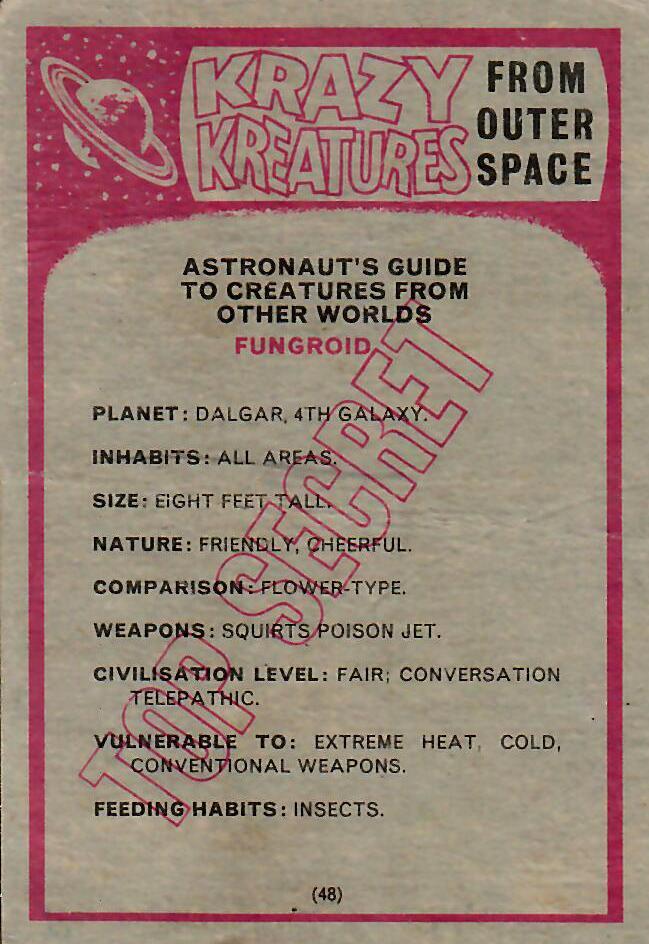 KRAZY KREATURES
FROM OUTER SPACE
ASTRONAUT'S GUIDE
TO CREATURES FROM
OTHER WORLDS
FUNGROID
PLANET: DALGAR, 4TH GALAXY.
INHABITS: ALL AREAS.
SIZE: EIGHT FEET TALL.
NATURE: FRIENDLY, CHEERFUL.
COMPARISON: FLOWER-TYPE.
WEAPONS: SQUIRTS POISON JET.
CIVILISATION LEVEL: FAIR; CONVERSATION
TELEPATHIC.
VULNERABLE TO: EXTREME HEAT, COLD,
CONVENTIONAL WEAPONS.
FEEDING HABITS: INSECTS.
TOP SECRET
(48)